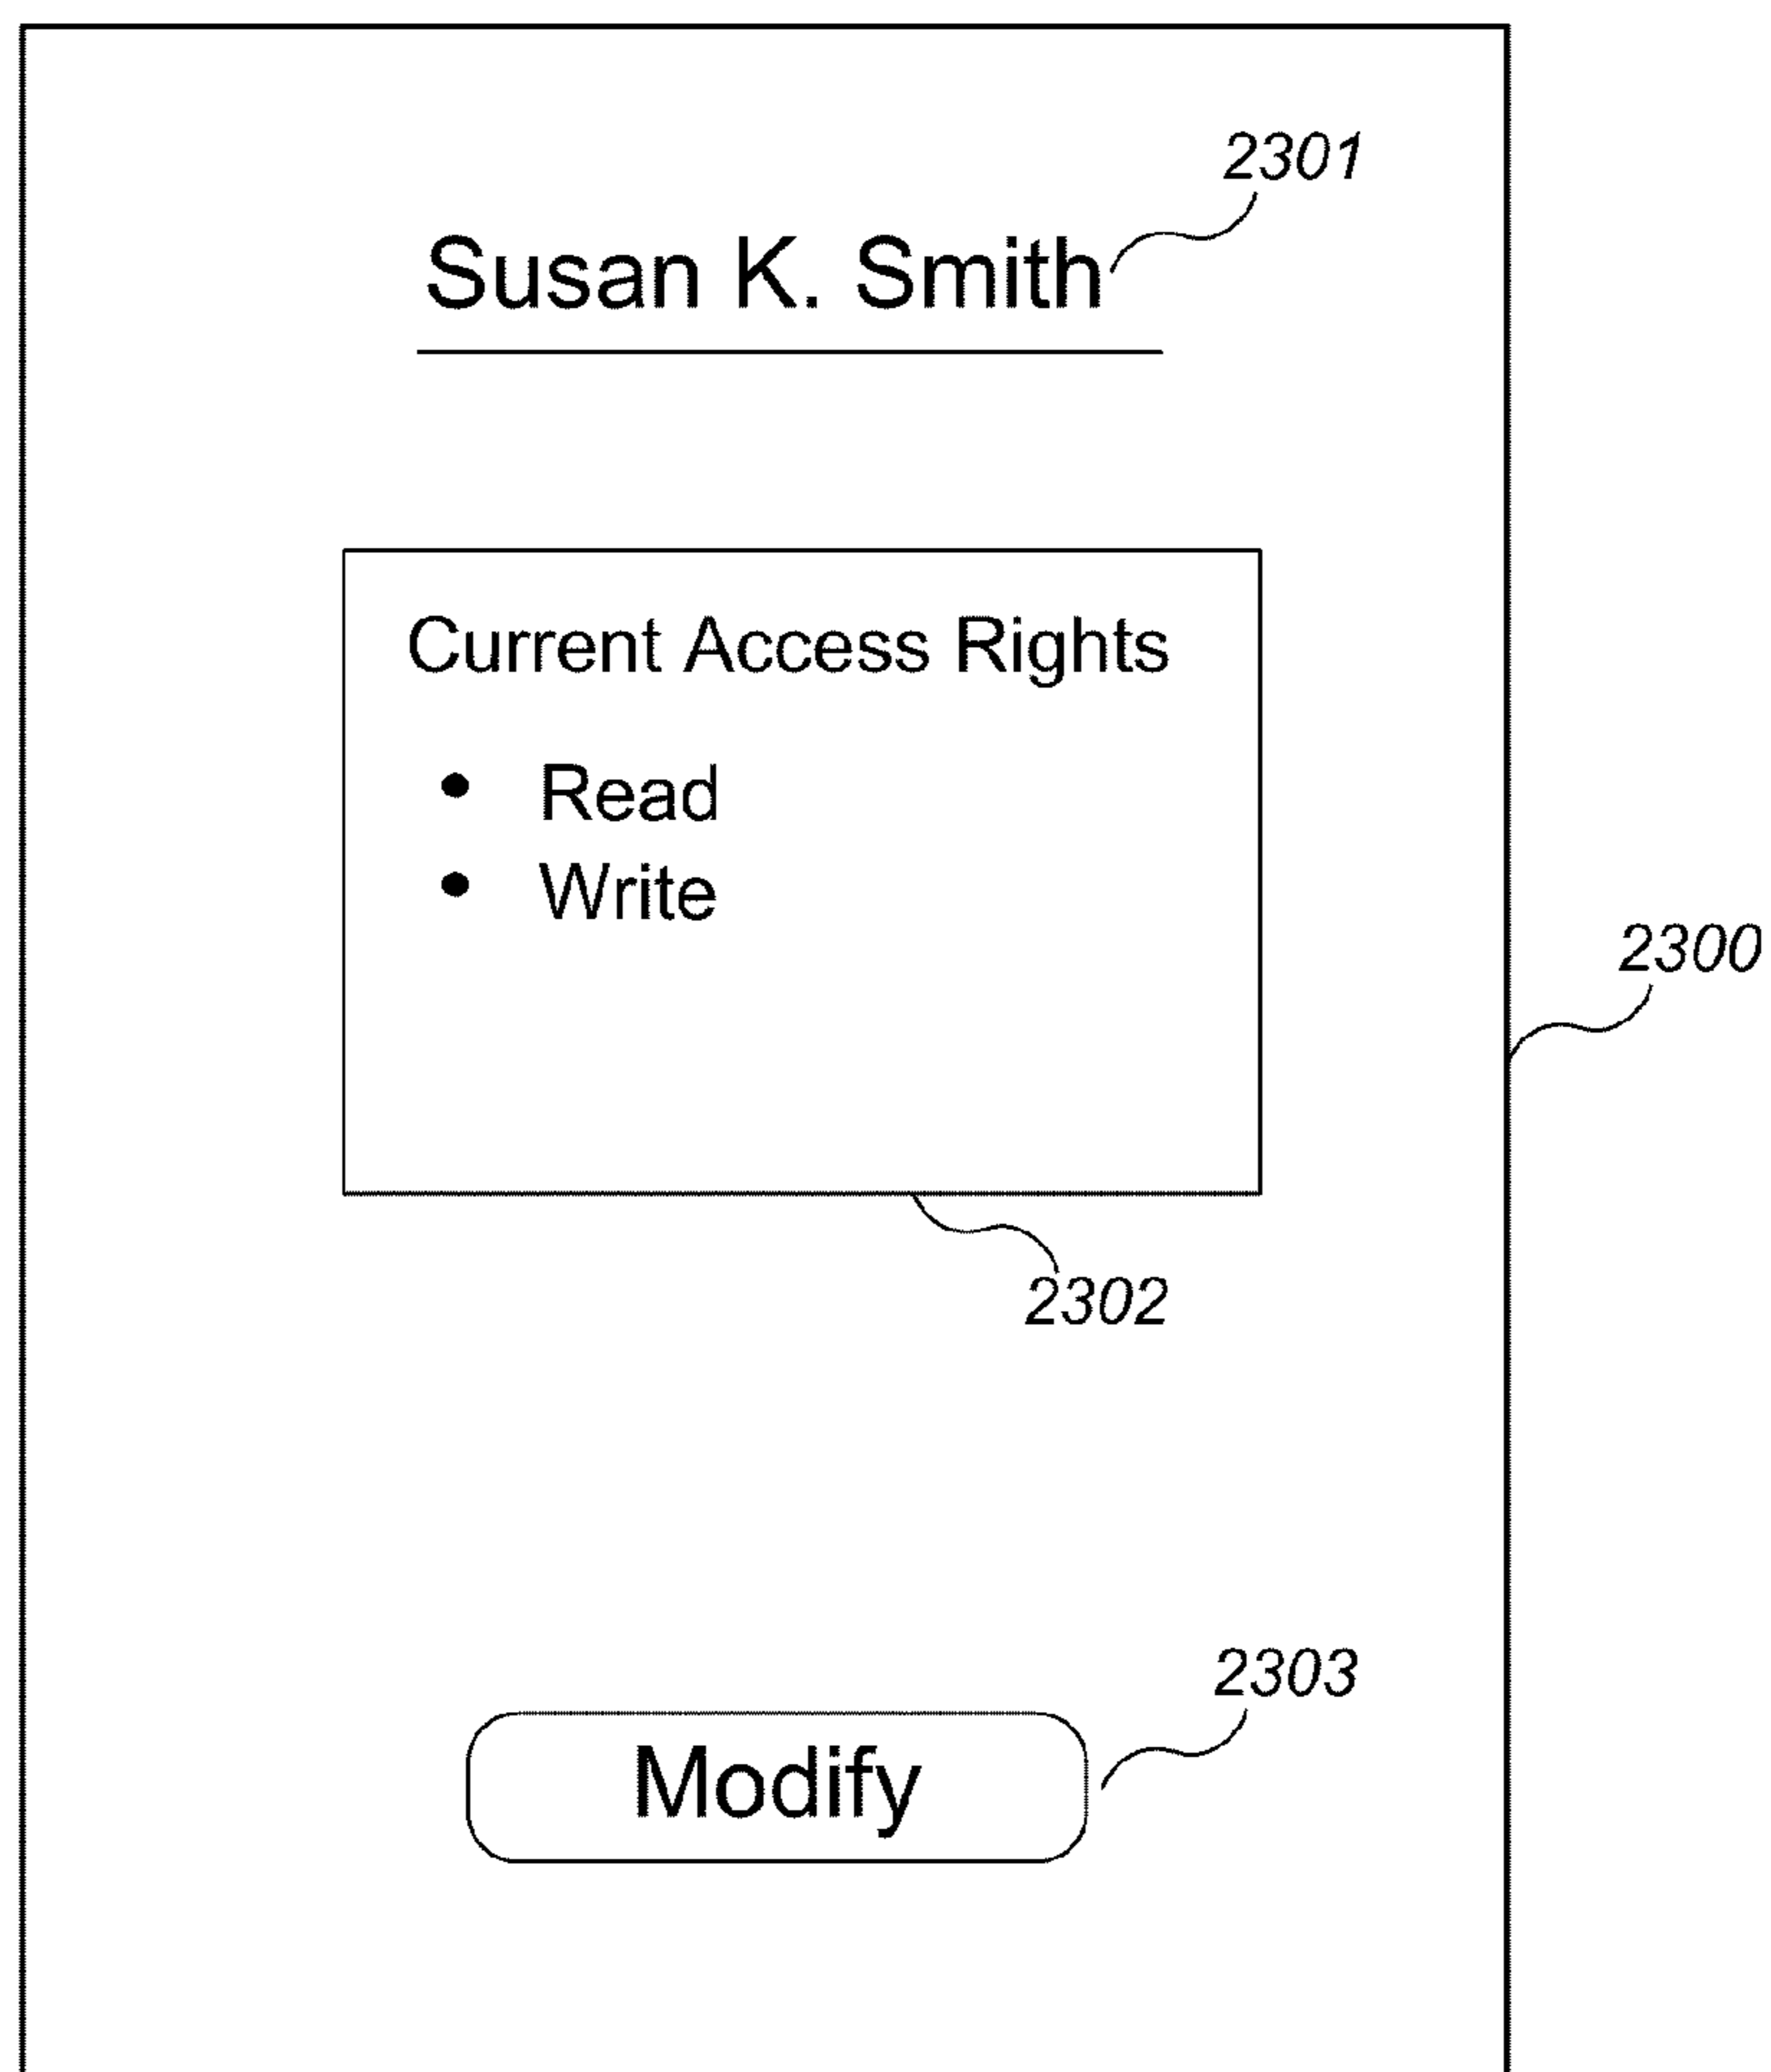 2301
Susan K. Smith
Current Access Rights
• Read
• Write
2300
2302
2303
Modify